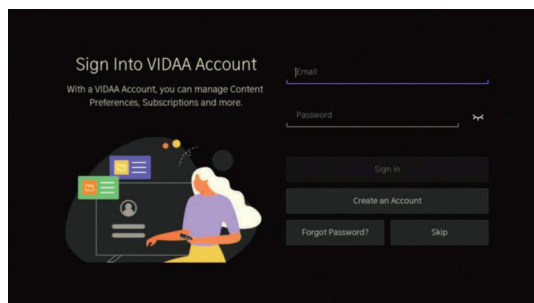 Sign Into VIDAA Account
With a VIDAA Account, you can manage Content
Preferences, Subscriptions and more.
Email
Password
Sign In
Create an Account
Forgot Password?
Skip